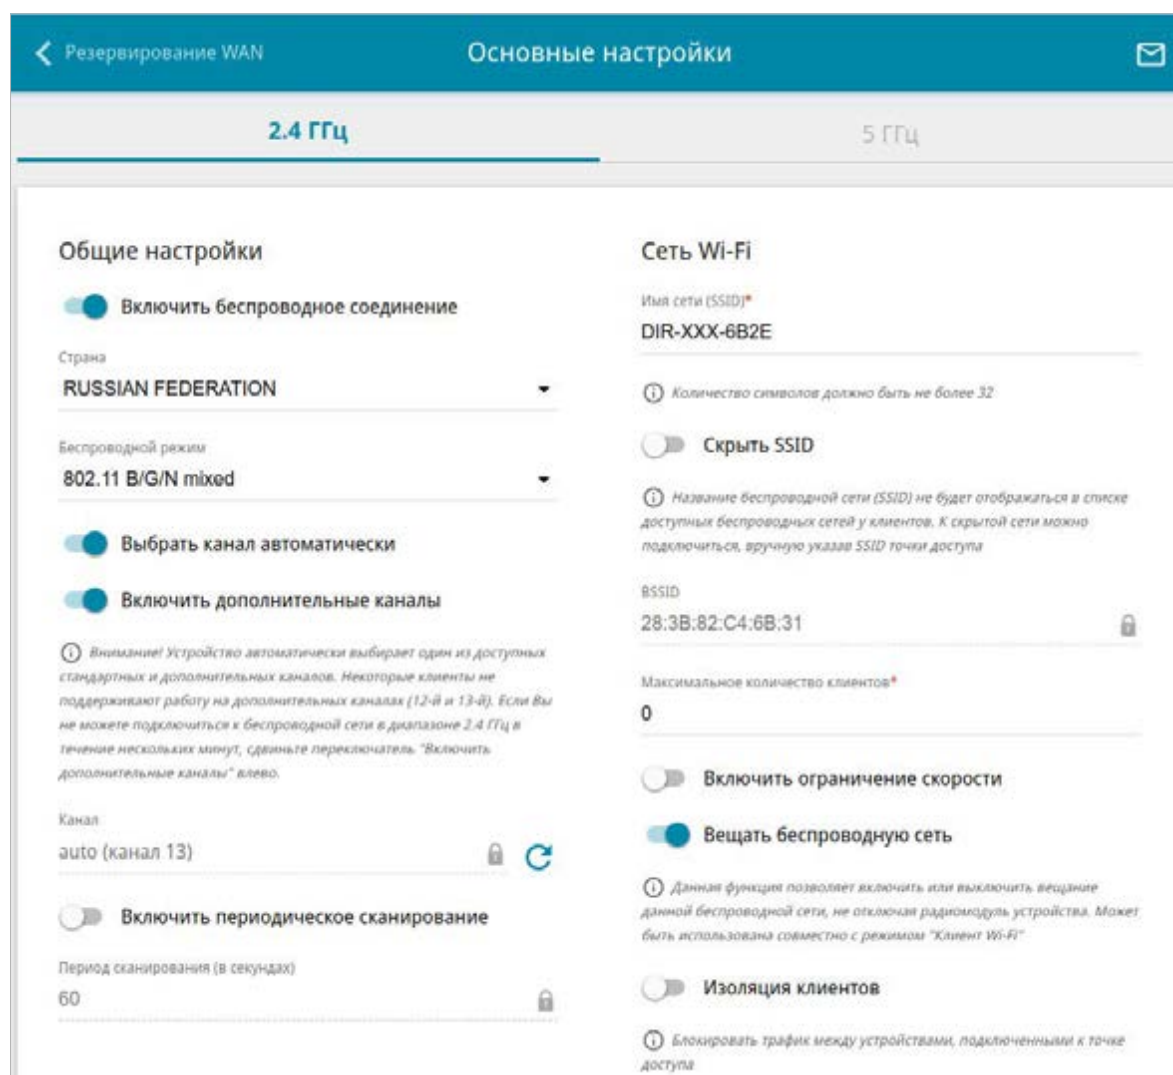 Резервирование WAN
Основные настройки
2.4 ГГц
5 ГГц
Общие настройки
Включить беспроводное соединение
Страна
RUSSIAN FEDERATION
Беспроводной режим
802.11 B/G/N mixed
Выбрать канал автоматически
Включить дополнительные каналы
Внимание! Устройство автоматически выбирает один из доступных
стандартных и дополнительных каналов. Некоторые клиенты не
поддерживают работу на дополнительных каналах (12-й и 13-й). Если Вы
не можете подключиться к беспроводной сети в диапазоне 2.4 ГГц в
течение нескольких минут, сдвиньте переключатель "Включить
дополнительные каналы" влево.
Канал
auto (канал 13)
Включить периодическое сканирование
Период сканирования (в секундах)
60
Сеть Wi-Fi
Имя сети (SSID)*
DIR-XXX-6B2E
Количество символов должно быть не более 32
Скрыть SSID
Название беспроводной сети (SSID) не будет отображаться в списке
доступных беспроводных сетей у клиентов. К скрытой сети можно
подключиться, вручную указав SSID точки доступа
BSSID
28:3B:82:C4:6B:31
Максимальное количество клиентов*
0
Включить ограничение скорости
Вещать беспроводную сеть
Данная функция позволяет включить или выключить вещание
данной беспроводной сети, не отключая радиомодуль устройства. Может
быть использована совместно с режимом "Клиент Wi-Fi"
Изоляция клиентов
Блокировать трафик между устройствами, подключенными к точке
доступа